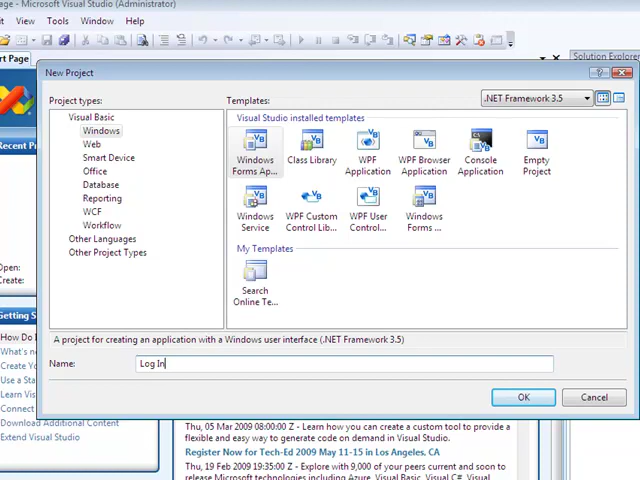 age - Microsoft Visual Studio (Administrator)
View Tools Window Help
rt Page
Solution Explorer
New Project
Project types:
Templates:
.NET Framework 3.5
Visual Basic
Windows
Web
Smart Device
Office
Database
Reporting
WCF
Workflow
Other Languages
Other Project Types
Visual Studio installed templates
Windows Forms Ap...
Class Library
WPF Application
WPF Browser Application
Console Application
Empty Project
Windows Service
WPF Custom Control Lib...
WPF User Control...
Windows Forms ...
My Templates
Search Online Te...
A project for creating an application with a Windows user interface (.NET Framework 3.5)
Name:
Log In
OK
Cancel
Recent Pr
Open:
Create:
Getting S
How Do I
What's ne
Create Yo
Use a Sta
Learn Vis
Connect
Download Additional Content
Extend Visual Studio
Thu, 05 Mar 2009 08:00:00 Z - Learn how you can create a custom tool to provide a
flexible and easy way to generate code on demand in Visual Studio.
Register Now for Tech-Ed 2009 May 11-15 in Los Angeles, CA
Thu, 19 Feb 2009 19:35:00 Z - Explore with 9,000 of your peers current and soon to
release Microsoft technologies including Azure, Visual Basic, Visual C#, Visual